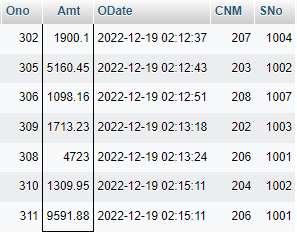 Ono Amt ODate CNM SNo
302 1900.1 2022-12-19 02:12:37 207 1004
305 5160.45 2022-12-19 02:12:43 203 1002
306 1098.16 2022-12-19 02:12:51 208 1007
309 1713.23 2022-12-19 02:13:18 202 1003
308 4723 2022-12-19 02:13:24 206 1001
310 1309.95 2022-12-19 02:15:11 204 1002
311 9591.88 2022-12-19 02:15:11 206 1001